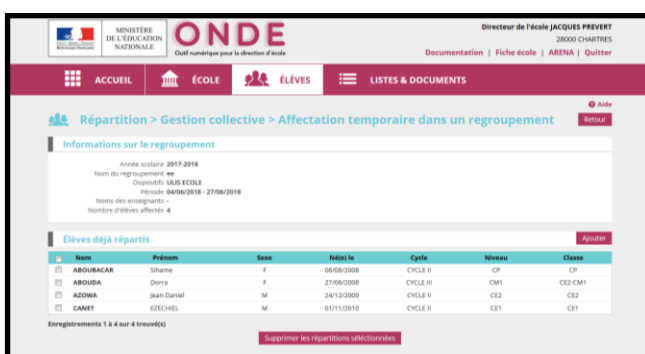 MINISTÈRE
DE L'ÉDUCATION
NATIONALE
ONDE
Outil numérique pour la direction d'école
Directeur de l'école JACQUES PREVERT
28000 CHARTRES
Documentation | Fiche école | ARENA | Quitter
ACCUEIL ÉCOLE ÉLÈVES LISTES & DOCUMENTS
Aide
Répartition > Gestion collective > Affectation temporaire dans un regroupement Retour
Informations sur le regroupement
Année scolaire 2017-2018
Nom du regroupement ee
Dispositifs ULIS ECOLE
Période 04/06/2018 - 27/06/2018
Noms des enseignants -
Nombre d'élèves affectés 4
Élèves déjà répartis Ajouter
Nom Prénom Sexe Né(e) le Cycle Niveau Classe
ABOUBACAR Sihame F 06/08/2008 CYCLE II CP CP
ABOUDA Dorra F 27/08/2008 CYCLE III CM1 CE2-CM1
AZOWA Jean-Daniel M 24/12/2009 CYCLE II CE2 CE2
CANET EZECHIEL M 01/11/2010 CYCLE II CE1 CE1
Enregistrements 1 à 4 sur 4 trouvé(s)
Supprimer les répartitions séléctionnées